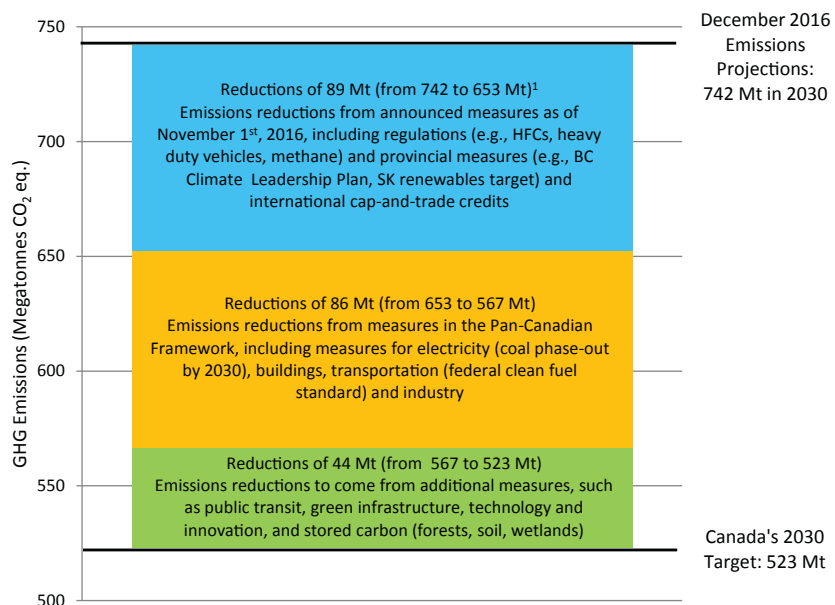 750
700
650
600
550
500
GHG Emissions (Megatonnes CO₂ eq.)
Reductions of 89 Mt (from 742 to 653 Mt)¹
Emissions reductions from announced measures as of
November 1ˢᵗ, 2016, including regulations (e.g., HFCs, heavy
duty vehicles, methane) and provincial measures (e.g., BC
Climate Leadership Plan, SK renewables target) and
international cap-and-trade credits
Reductions of 86 Mt (from 653 to 567 Mt)
Emissions reductions from measures in the Pan-Canadian
Framework, including measures for electricity (coal phase-out
by 2030), buildings, transportation (federal clean fuel
standard) and industry
Reductions of 44 Mt (from 567 to 523 Mt)
Emissions reductions to come from additional measures, such
as public transit, green infrastructure, technology and
innovation, and stored carbon (forests, soil, wetlands)
December 2016
Emissions
Projections:
742 Mt in 2030
Canada's 2030
Target: 523 Mt